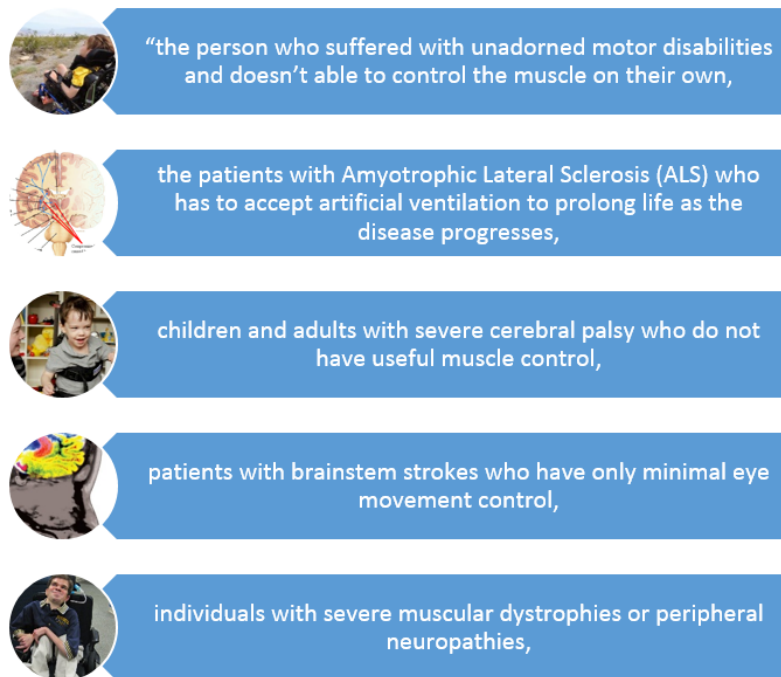 “the person who suffered with unadorned motor disabilities
and doesn’t able to control the muscle on their own,
the patients with Amyotrophic Lateral Sclerosis (ALS) who
has to accept artificial ventilation to prolong life as the
disease progresses,
children and adults with severe cerebral palsy who do not
have useful muscle control,
patients with brainstem strokes who have only minimal eye
movement control,
individuals with severe muscular dystrophies or peripheral
neuropathies,